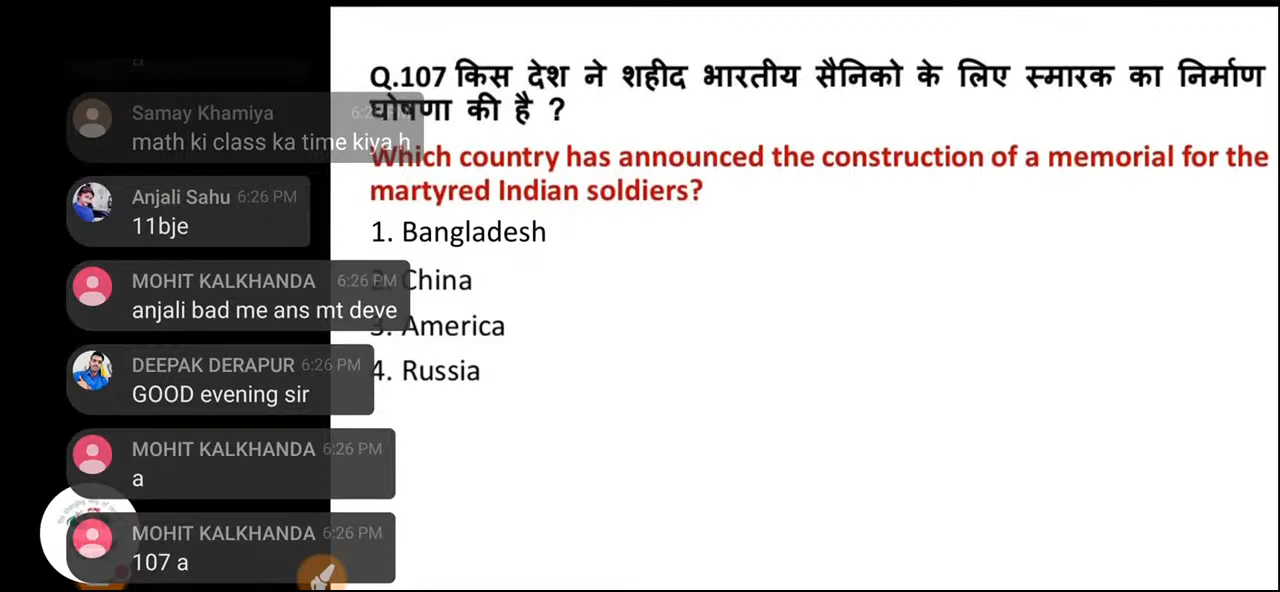 Samay Khamiya
math ki class ka time kiya h
Anjali Sahu 6:26 PM
11bje
MOHIT KALKHANDA 6:26 PM
anjali bad me ans mt deve
DEEPAK DERAPUR 6:26 PM
GOOD evening sir
MOHIT KALKHANDA 6:26 PM
a
MOHIT KALKHANDA 6:26 PM
107 a
Q.107 किस देश ने शहीद भारतीय सैनिको के लिए स्मारक का निर्माण
घोषणा की है ?
Which country has announced the construction of a memorial for the
martyred Indian soldiers?
1. Bangladesh
2. China
3. America
4. Russia